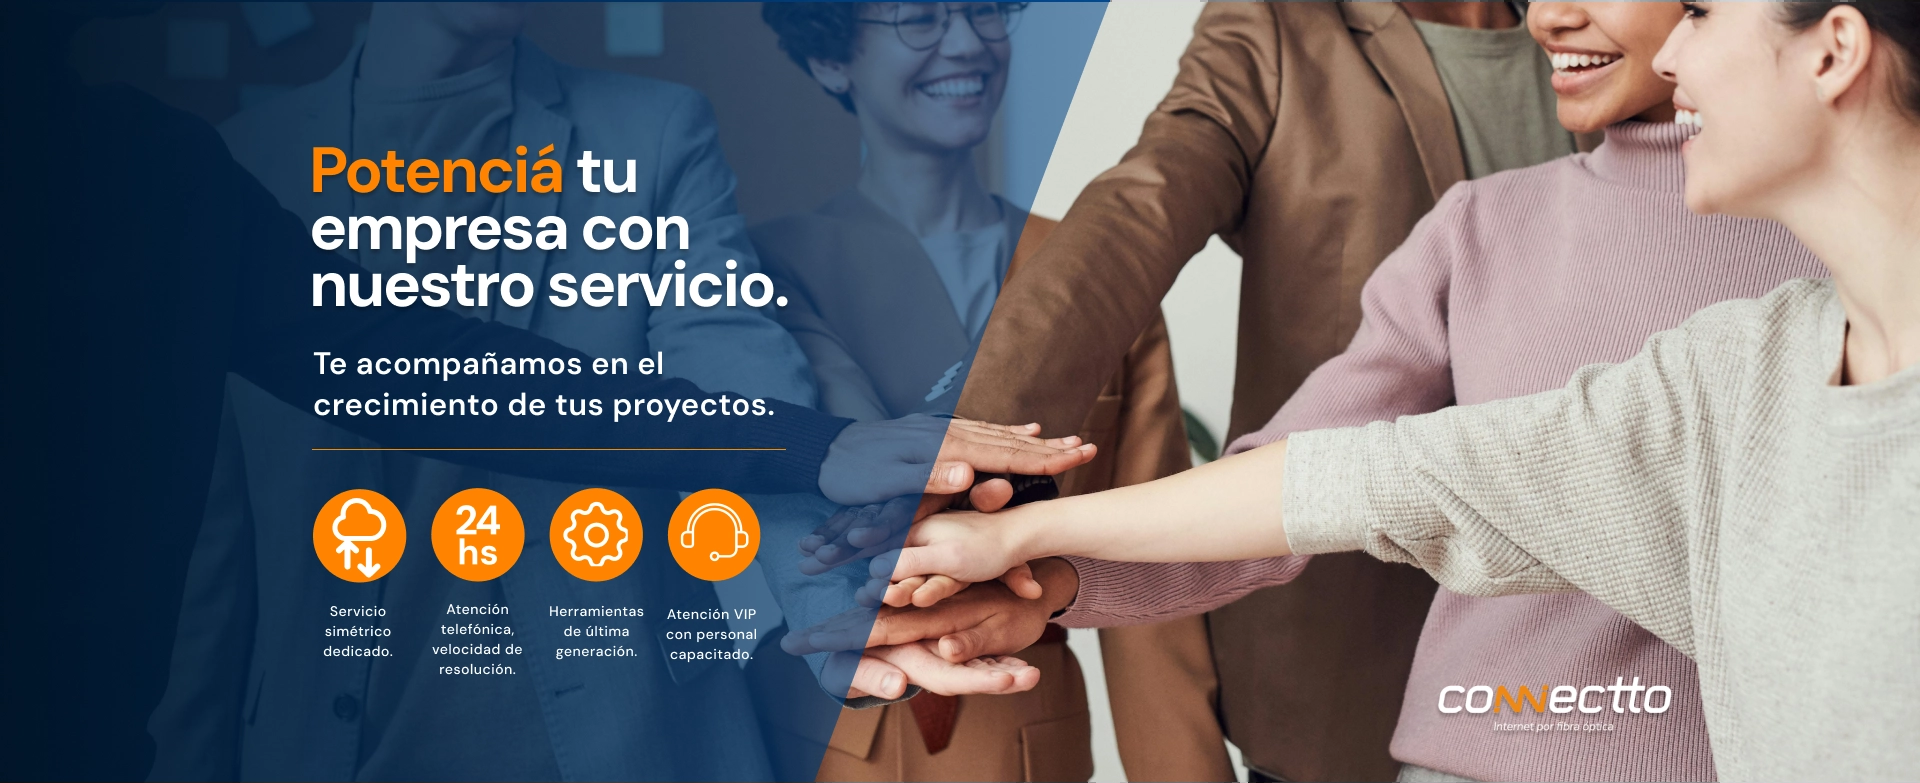 Potenciá tu
empresa con
nuestro servicio.
Te acompañamos en el
crecimiento de tus proyectos.
24
hs
Servicio
simétrico
dedicado.
Atención
telefónica,
velocidad de
resolución.
Herramientas
de última
generación.
Atención VIP
con personal
capacitado.
connectto
Internet por fibra óptica